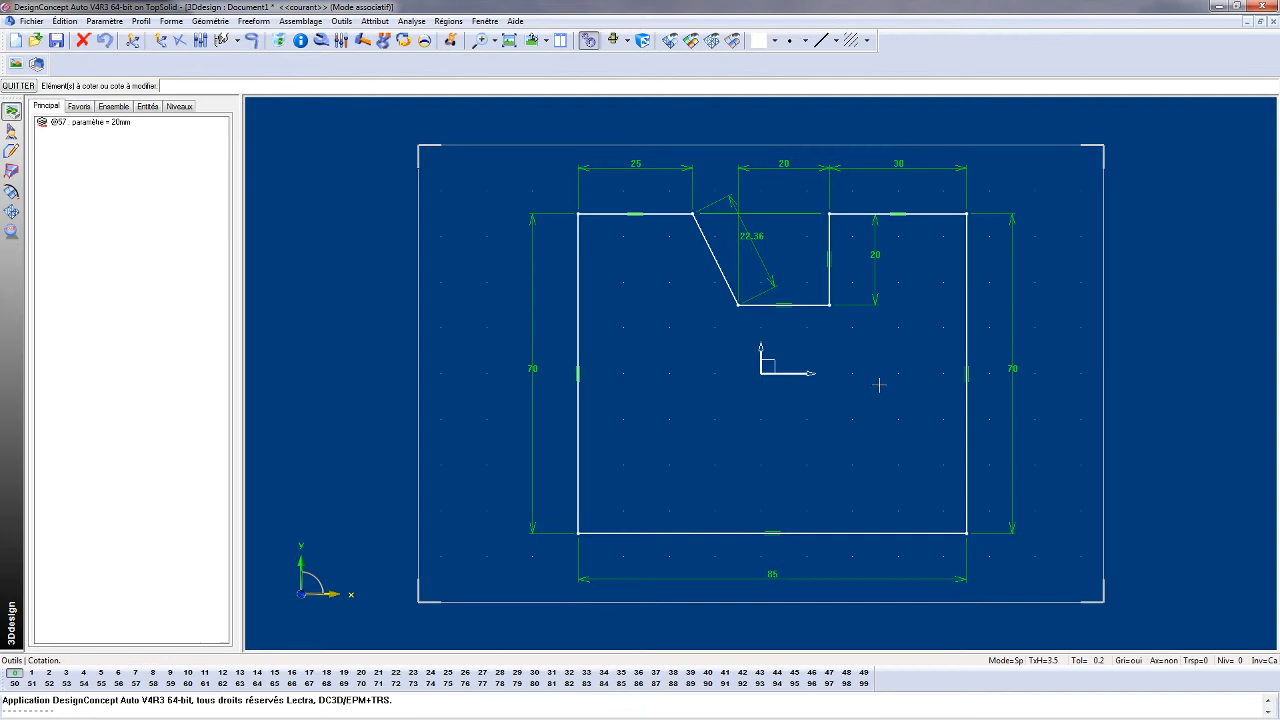 DesignConcept Auto V4R3 64-bit on TopSolid - [3Ddesign : Document1 * <<courant>> (Mode associatif)]
Fichier Édition Paramètre Profil Forme Géométrie Freeform Assemblage Outils Attribut Analyse Régions Fenêtre Aide
QUITTER Elément(s) à coter ou cote à modifier:
Principal Favoris Ensemble Entités Niveaux
@57 : paramètre = 20mm
25 20 30
22.36
20
70 70
85
y
x
3Ddesign
Outils | Cotation. Mode=Sp TxH=3.5 Tol= 0.2 Gri=oui Axe=non Trsp=0 Niv= 0 Inv=Ca
0 1 2 3 4 5 6 7 8 9 10 11 12 13 14 15 16 17 18 19 20 21 22 23 24 25 26 27 28 29 30 31 32 33 34 35 36 37 38 39 40 41 42 43 44 45 46 47 48 49
50 51 52 53 54 55 56 57 58 59 60 61 62 63 64 65 66 67 68 69 70 71 72 73 74 75 76 77 78 79 80 81 82 83 84 85 86 87 88 89 90 91 92 93 94 95 96 97 98 99
Application DesignConcept Auto V4R3 64-bit, tous droits réservés Lectra, DC3D/EPM+TRS.
----------